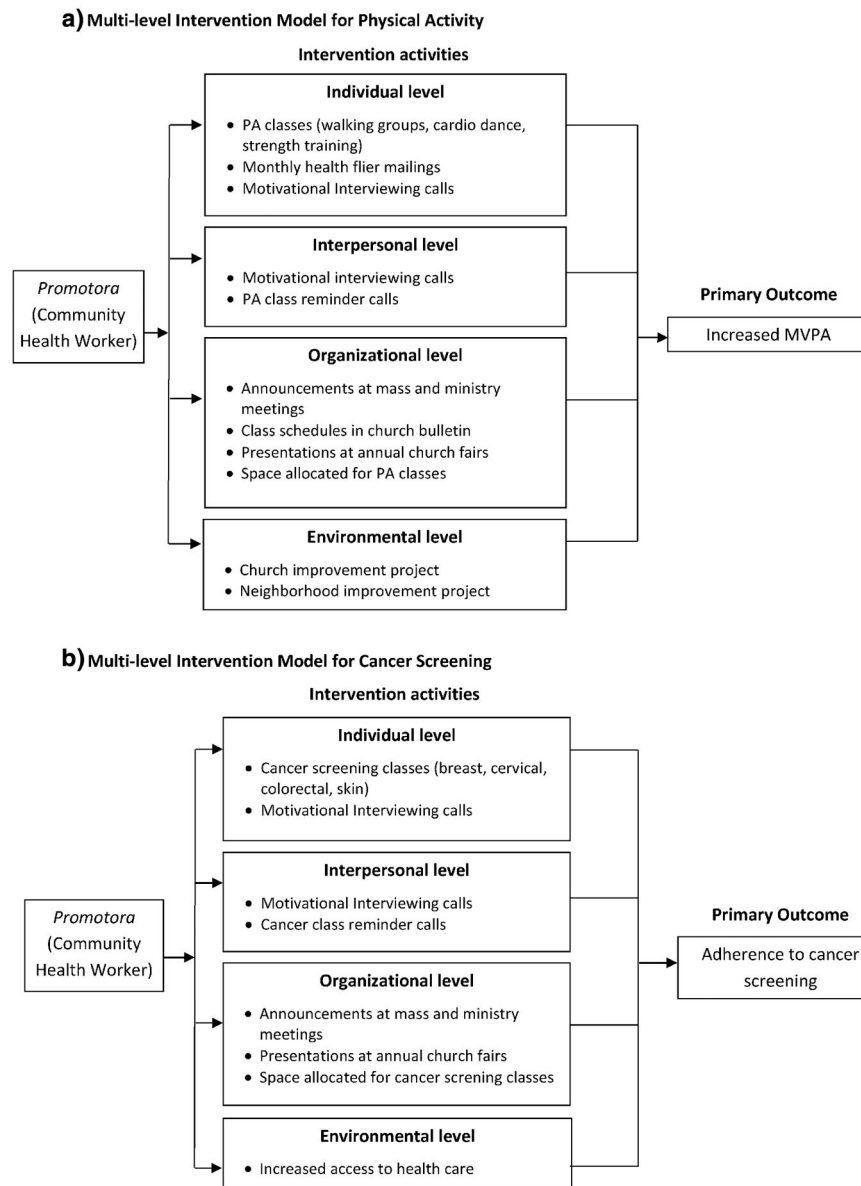 a) Multi-level Intervention Model for Physical Activity
Intervention activities
Individual level
• PA classes (walking groups, cardio dance,
strength training)
• Monthly health flier mailings
• Motivational Interviewing calls
Interpersonal level
• Motivational interviewing calls
• PA class reminder calls
Promotora
(Community
Health Worker)
Organizational level
• Announcements at mass and ministry
meetings
• Class schedules in church bulletin
• Presentations at annual church fairs
• Space allocated for PA classes
Environmental level
• Church improvement project
• Neighborhood improvement project
Primary Outcome
Increased MVPA
b) Multi-level Intervention Model for Cancer Screening
Intervention activities
Individual level
• Cancer screening classes (breast, cervical,
colorectal, skin)
• Motivational Interviewing calls
Interpersonal level
• Motivational Interviewing calls
• Cancer class reminder calls
Promotora
(Community
Health Worker)
Organizational level
• Announcements at mass and ministry
meetings
• Presentations at annual church fairs
• Space allocated for cancer screning classes
Environmental level
• Increased access to health care
Primary Outcome
Adherence to cancer
screening